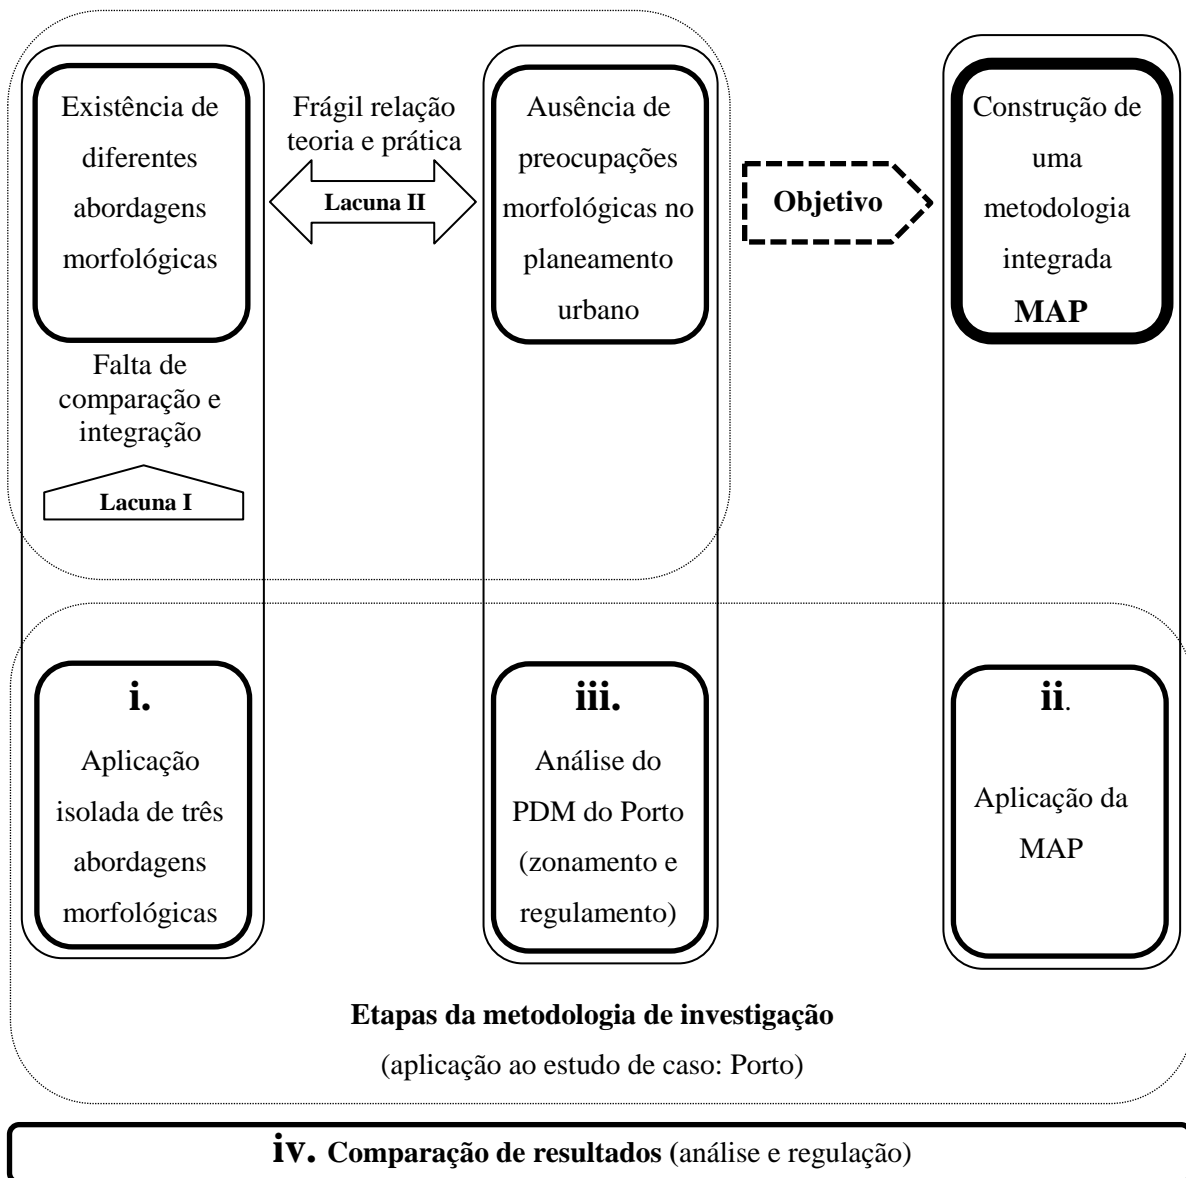 Existência de
diferentes
abordagens
morfológicas
Frágil relação
teoria e prática
Lacuna II
Ausência de
preocupações
morfológicas no
planeamento
urbano
Objetivo
Construção de
uma
metodologia
integrada
MAP
Falta de
comparação e
integração
Lacuna I
i.
Aplicação
isolada de três
abordagens
morfológicas
iii.
Análise do
PDM do Porto
(zonamento e
regulamento)
ii.
Aplicação da
MAP
Etapas da metodologia de investigação
(aplicação ao estudo de caso: Porto)
iv. Comparação de resultados (análise e regulação)